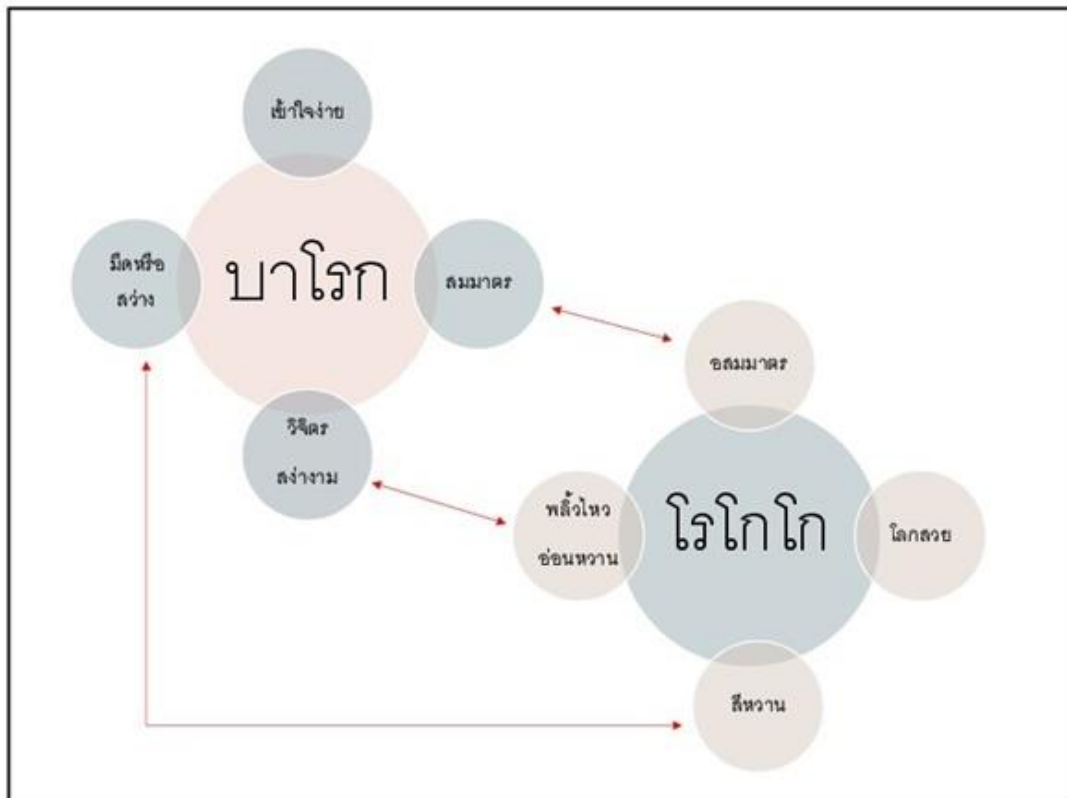 เข้าใจง่าย
บาโรก
มืดหรือ
สว่าง
สมมาตร
วิจิตร
สง่างาม
อสมมาตร
โรโกโก
พลิ้วไหว
อ่อนหวาน
โลกสวย
สีหวาน